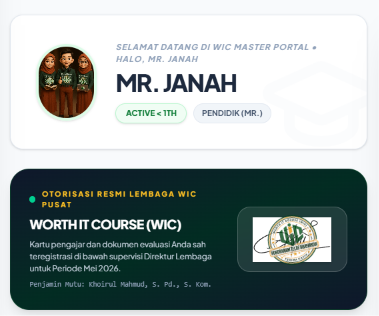 SELAMAT DATANG DI WIC MASTER PORTAL •
HALO, MR. JANAH
MR. JANAH
ACTIVE < 1TH
PENDIDIK (MR.)
OTORISASI RESMI LEMBAGA WIC
PUSAT
WORTH IT COURSE (WIC)
Kartu pengajar dan dokumen evaluasi Anda sah
teregistrasi di bawah supervisi Direktur Lembaga
untuk Periode Mei 2026.
Penjamin Mutu: Khoirul Mahmud, S. Pd., S. Kom.
WIC